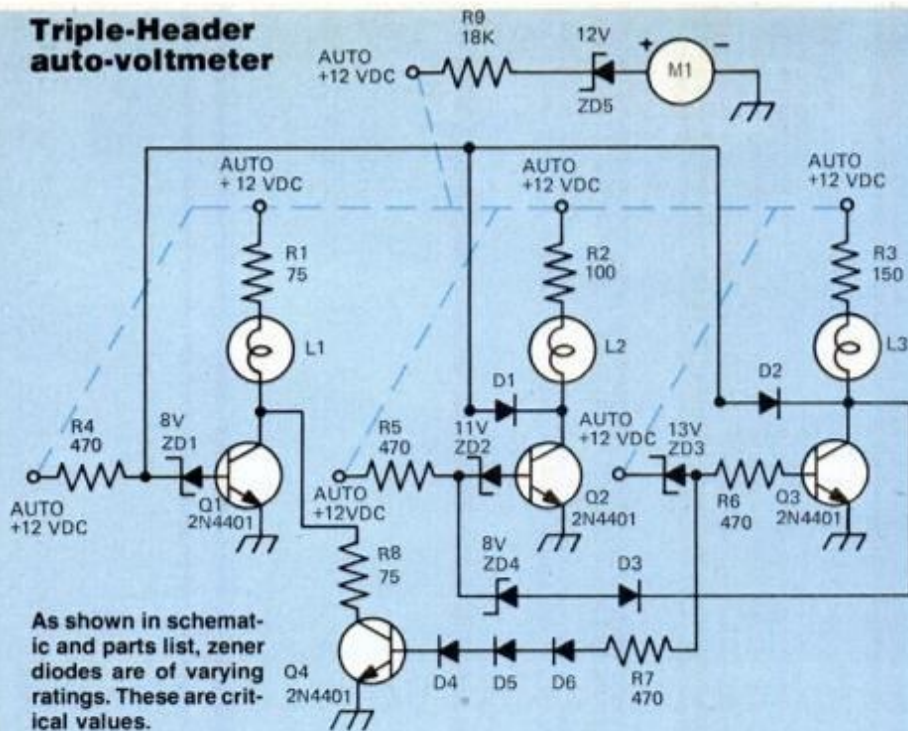 Triple-Header
auto-voltmeter
R9
18K
12V
AUTO
+12 VDC
+
–
M1
ZD5
AUTO
+ 12 VDC
AUTO
+12 VDC
AUTO
+12 VDC
R1
75
R2
100
R3
150
L1
L2
L3
D1
D2
R4
470
8V
ZD1
R5
470
11V
ZD2
AUTO
+12 VDC
13V
ZD3
AUTO
+12 VDC
Q1
2N4401
AUTO
+12VDC
Q2
2N4401
R6
470
Q3
2N4401
R8
75
8V
ZD4
D3
As shown in schemat-
ic and parts list, zener
diodes are of varying
ratings. These are crit-
ical values.
Q4
2N4401
D4
D5
D6
R7
470